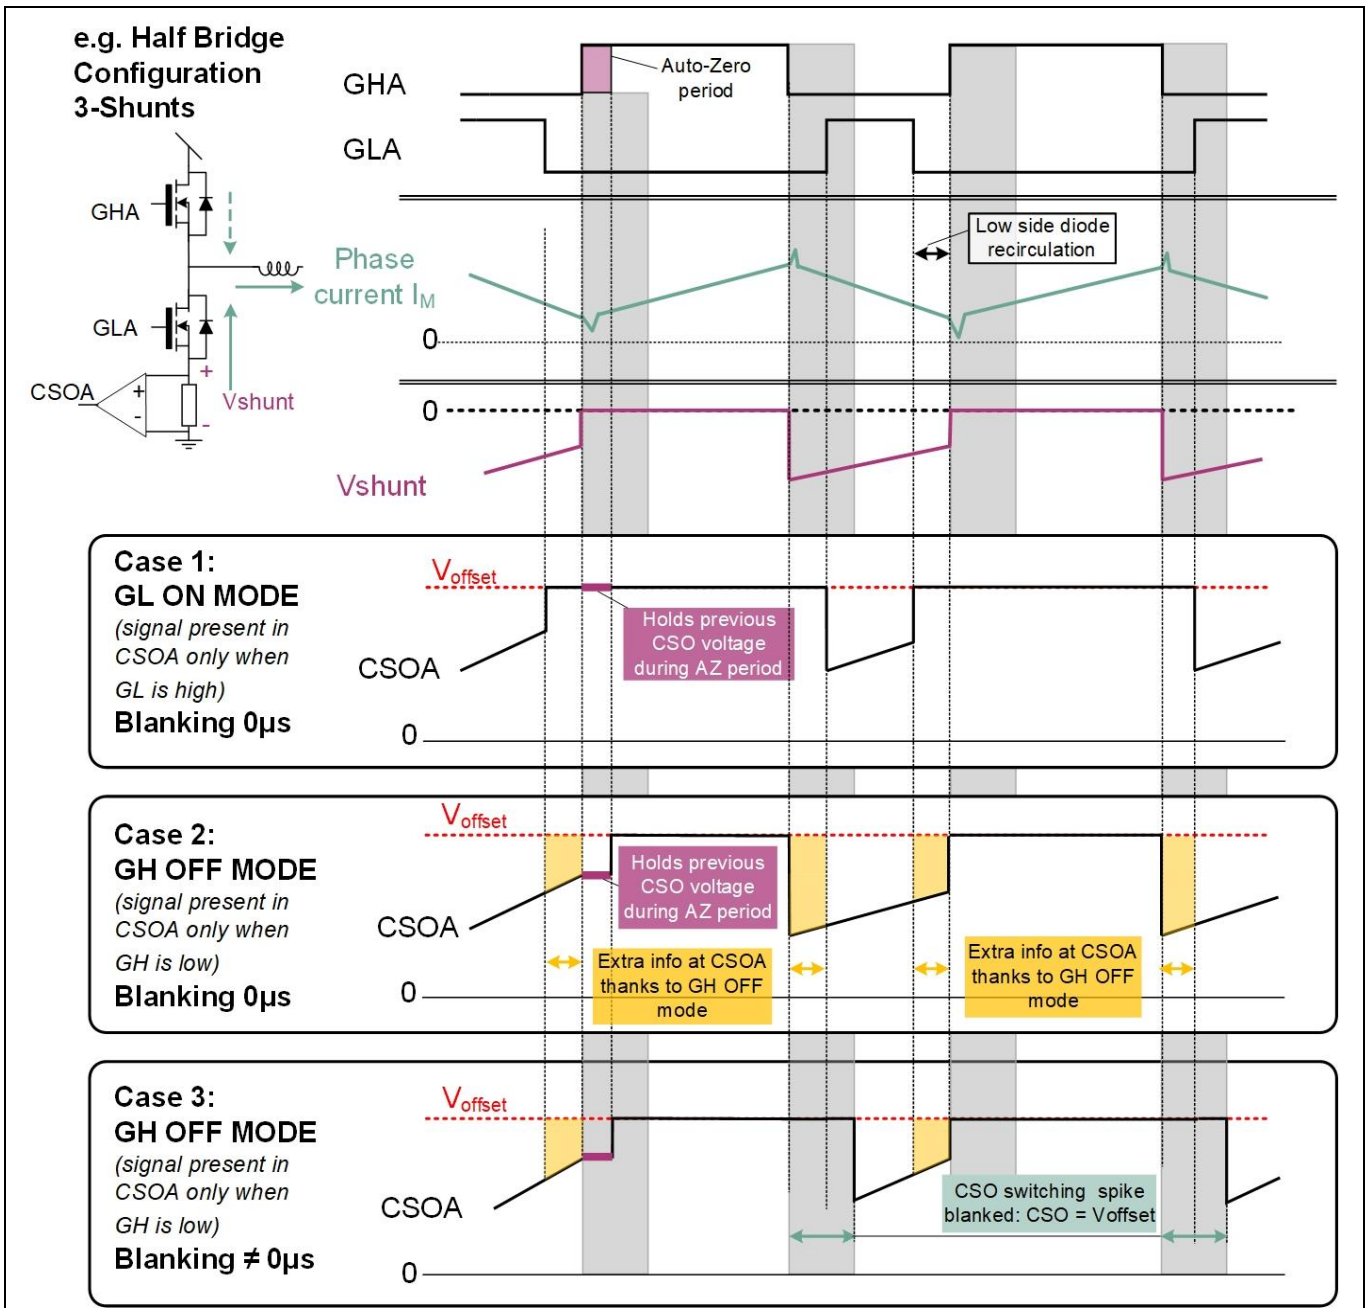 e.g. Half Bridge
Configuration
3-Shunts
GHA
Auto-Zero
period
GLA
GHA
GLA
CSOA
+
-
+
-
Vshunt
Phase
current I_M
Low side diode
recirculation
0
0
Vshunt
Case 1:
GL ON MODE
(signal present in
CSOA only when
GL is high)
Blanking 0µs
V_offset
CSOA
Holds previous
CSO voltage
during AZ period
0
Case 2:
GH OFF MODE
(signal present in
CSOA only when
GH is low)
Blanking 0µs
V_offset
CSOA
Holds previous
CSO voltage
during AZ period
Extra info at CSOA
thanks to GH OFF
mode
Extra info at CSOA
thanks to GH OFF
mode
0
Case 3:
GH OFF MODE
(signal present in
CSOA only when
GH is low)
Blanking ≠ 0µs
V_offset
CSOA
CSO switching spike
blanked: CSO = Voffset
0